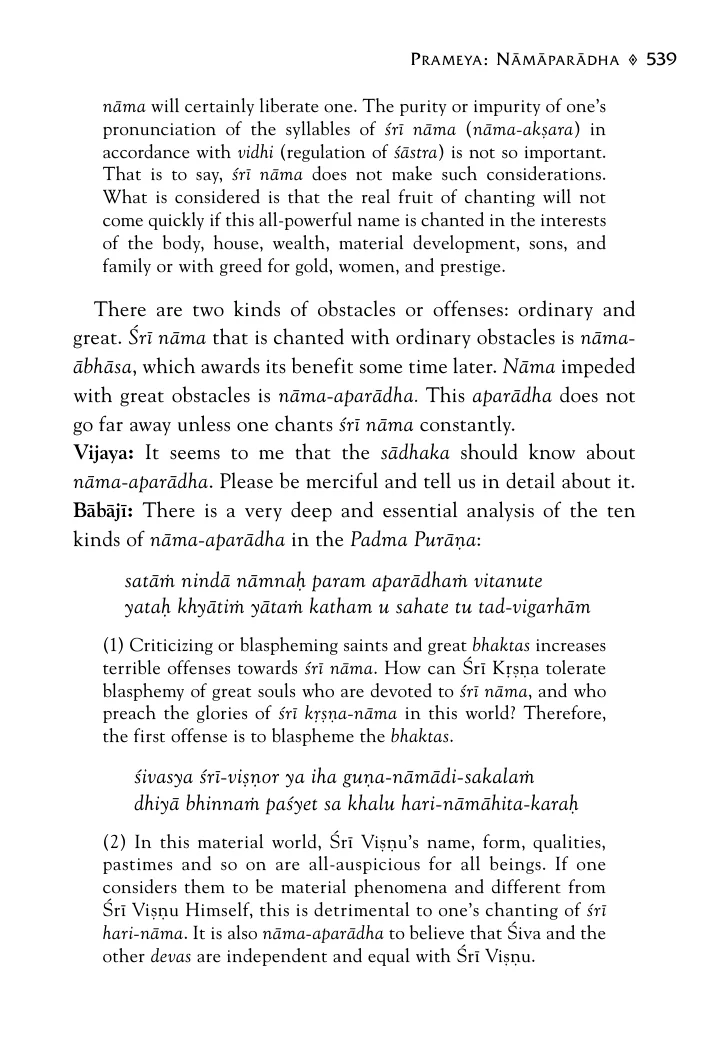 PRAMEYA: NĀMĀPARĀDHA ◈ 539
nāma will certainly liberate one. The purity or impurity of one's
pronunciation of the syllables of śrī nāma (nāma-akṣara) in
accordance with vidhi (regulation of śāstra) is not so important.
That is to say, śrī nāma does not make such considerations.
What is considered is that the real fruit of chanting will not
come quickly if this all-powerful name is chanted in the interests
of the body, house, wealth, material development, sons, and
family or with greed for gold, women, and prestige.
There are two kinds of obstacles or offenses: ordinary and
great. Śrī nāma that is chanted with ordinary obstacles is nāma-
ābhāsa, which awards its benefit some time later. Nāma impeded
with great obstacles is nāma-aparādha. This aparādha does not
go far away unless one chants śrī nāma constantly.
Vijaya: It seems to me that the sādhaka should know about
nāma-aparādha. Please be merciful and tell us in detail about it.
Bābājī: There is a very deep and essential analysis of the ten
kinds of nāma-aparādha in the Padma Purāṇa:
satāṁ nindā nāmnaḥ param aparādhaṁ vitanute
yataḥ khyātiṁ yātaṁ katham u sahate tu tad-vigarhām
(1) Criticizing or blaspheming saints and great bhaktas increases
terrible offenses towards śrī nāma. How can Śrī Kṛṣṇa tolerate
blasphemy of great souls who are devoted to śrī nāma, and who
preach the glories of śrī kṛṣṇa-nāma in this world? Therefore,
the first offense is to blaspheme the bhaktas.
śivasya śrī-viṣṇor ya iha guṇa-nāmādi-sakalaṁ
dhiyā bhinnaṁ paśyet sa khalu hari-nāmāhita-karaḥ
(2) In this material world, Śrī Viṣṇu's name, form, qualities,
pastimes and so on are all-auspicious for all beings. If one
considers them to be material phenomena and different from
Śrī Viṣṇu Himself, this is detrimental to one's chanting of śrī
hari-nāma. It is also nāma-aparādha to believe that Śiva and the
other devas are independent and equal with Śrī Viṣṇu.